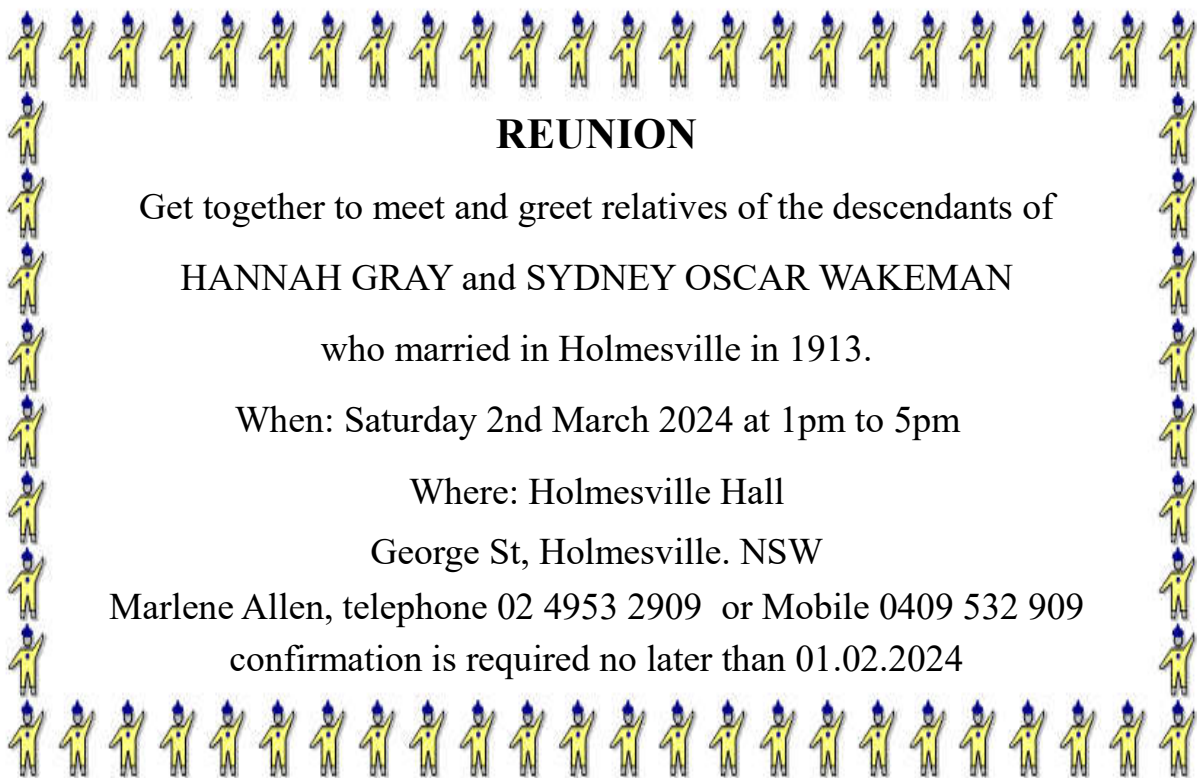 REUNION
Get together to meet and greet relatives of the descendants of
HANNAH GRAY and SYDNEY OSCAR WAKEMAN
who married in Holmesville in 1913.
When: Saturday 2nd March 2024 at 1pm to 5pm
Where: Holmesville Hall
George St, Holmesville. NSW
Marlene Allen, telephone 02 4953 2909  or Mobile 0409 532 909
confirmation is required no later than 01.02.2024